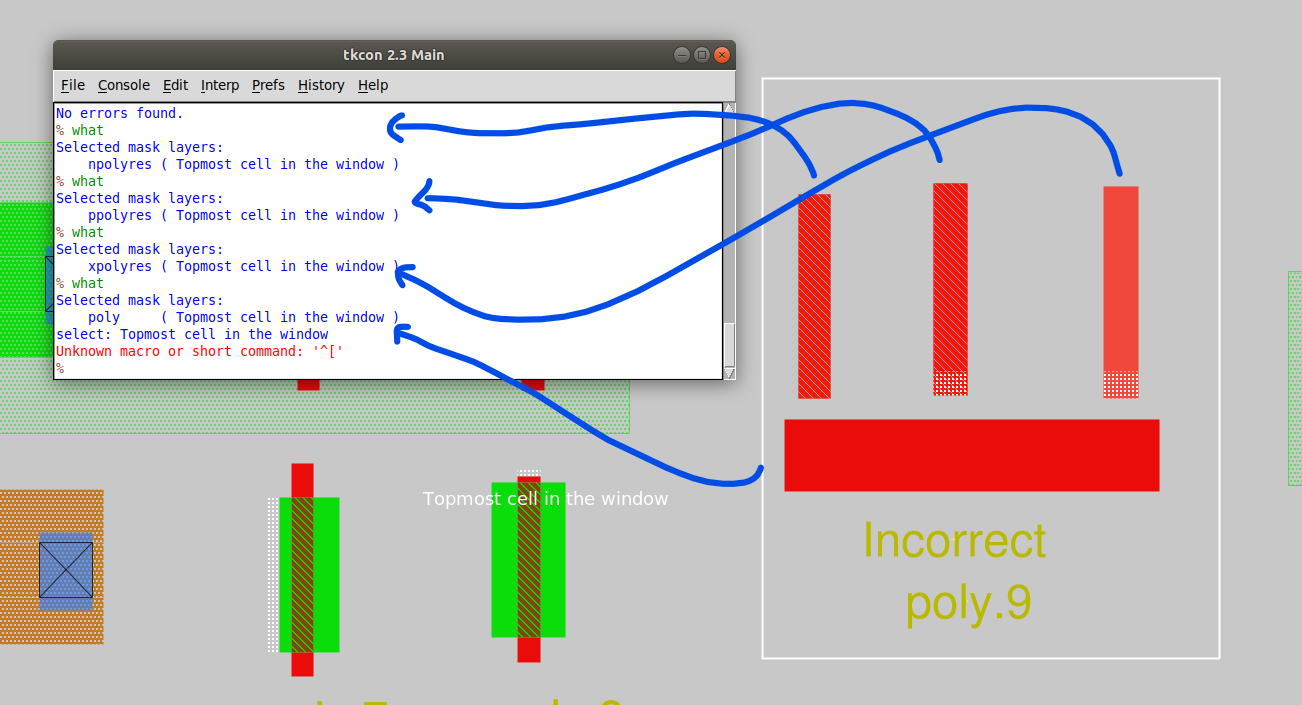 tkcon 2.3 Main
File Console Edit Interp Prefs History Help
No errors found.
% what
Selected mask layers:
    npolyres ( Topmost cell in the window )
% what
Selected mask layers:
    ppolyres ( Topmost cell in the window )
% what
Selected mask layers:
    xpolyres ( Topmost cell in the window )
% what
Selected mask layers:
    poly     ( Topmost cell in the window )
select: Topmost cell in the window
Unknown macro or short command: '^['
%
Topmost cell in the window
Incorrect
poly.9